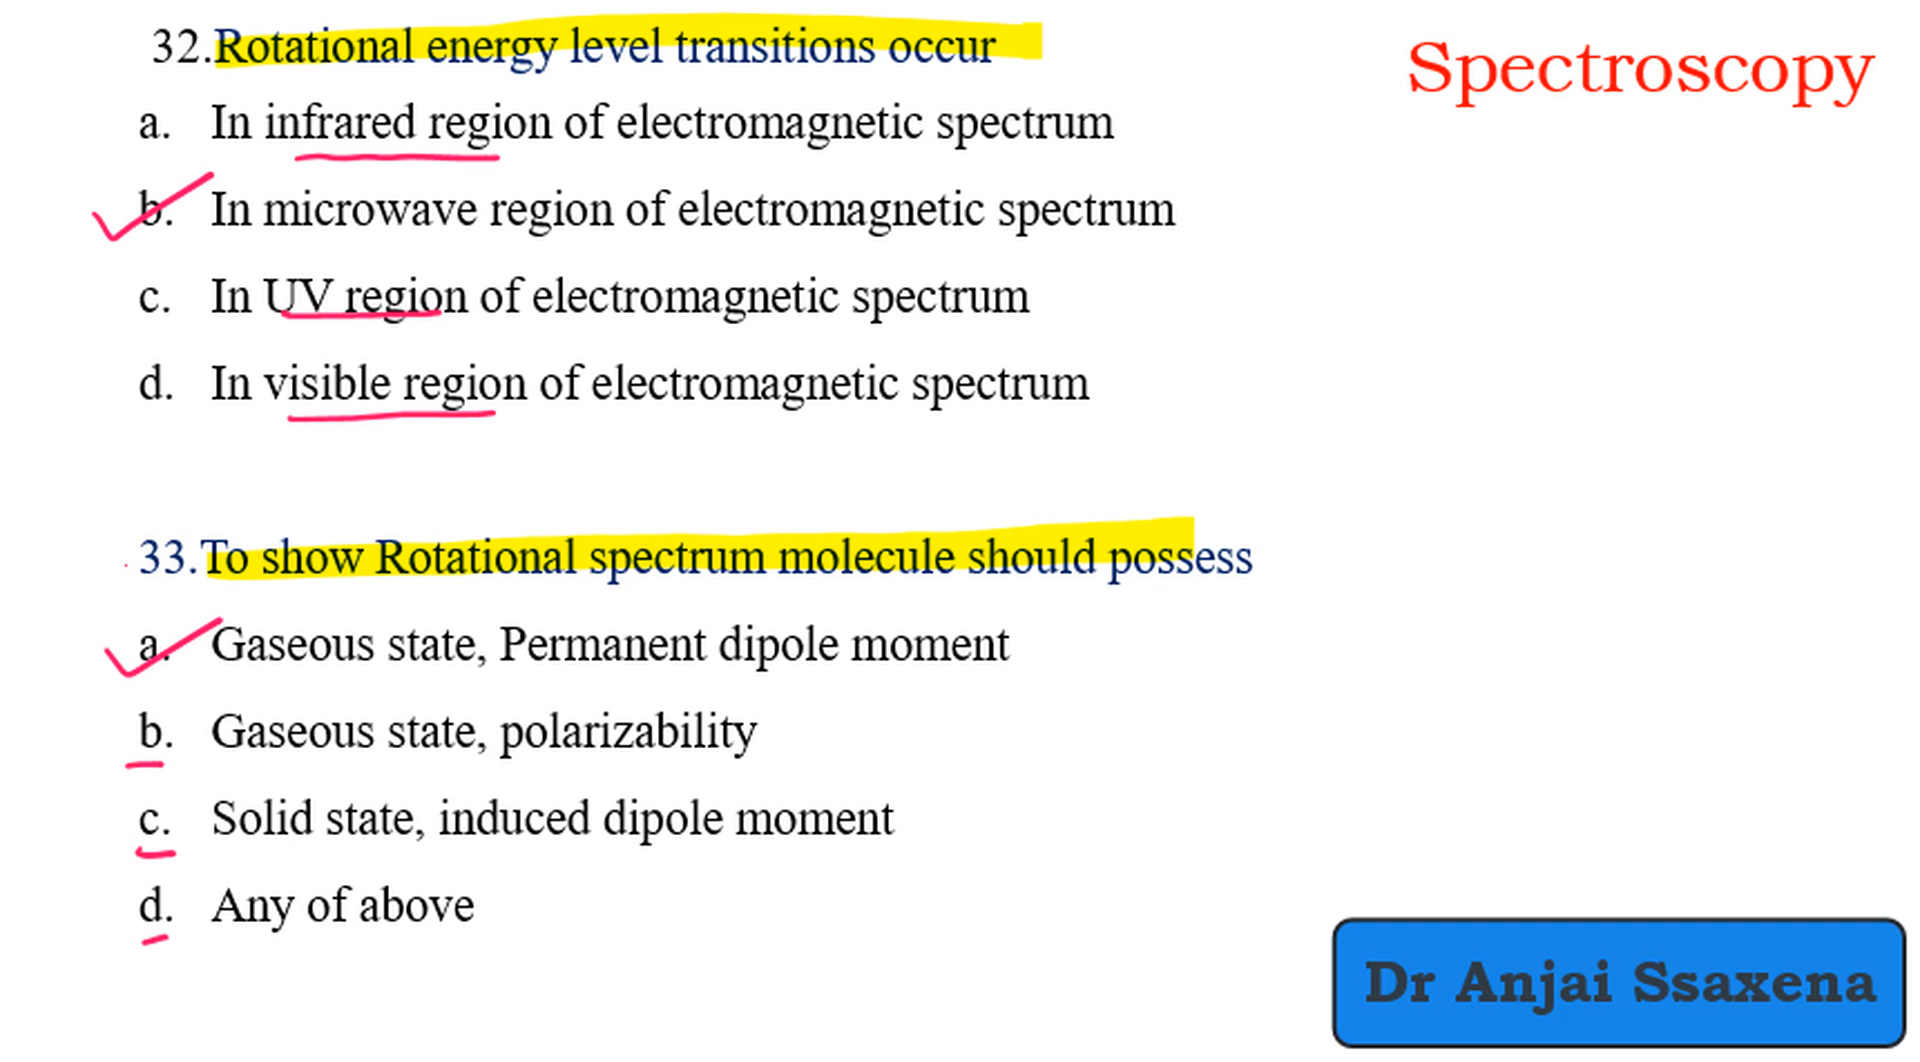 32.Rotational energy level transitions occur
Spectroscopy
a. In infrared region of electromagnetic spectrum
b. In microwave region of electromagnetic spectrum
c. In UV region of electromagnetic spectrum
d. In visible region of electromagnetic spectrum
33.To show Rotational spectrum molecule should possess
a. Gaseous state, Permanent dipole moment
b. Gaseous state, polarizability
c. Solid state, induced dipole moment
d. Any of above
Dr Anjai Ssaxena